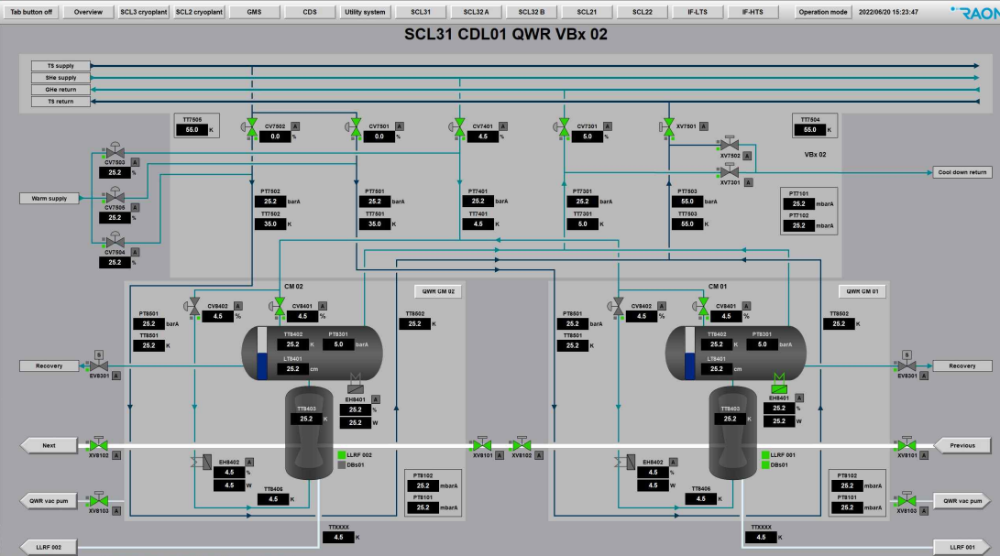 Tab button off Overview SCL3 cryoplant SCL2 cryoplant GMS CDS Utility system SCL31 SCL32 A SCL32 B SCL21 SCL22 IF-LTS IF-HTS Operation mode 2022/06/20 15:23:47 RAON
SCL31 CDL01 QWR VBx 02
TS supply
SHe supply
GHe return
TS return
TT7505
55.0 K
CV7502 A
0.0 %
CV7501 A
0.0 %
CV7401 A
4.5 %
CV7301 A
5.0 %
XV7501 A
TT7504
55.0 K
VBx 02
XV7502 A
XV7301 A
Cool down return
CV7503 A
25.2 %
Warm supply
CV7505 A
25.2 %
CV7504 A
25.2 %
PT7502
25.2 barA
TT7502
35.0 K
PT7501
25.2 barA
TT7501
35.0 K
PT7401
25.2 barA
TT7401
4.5 K
PT7301
25.2 barA
TT7301
5.0 K
PT7503
55.0 barA
TT7503
55.0 K
PT7101
25.2 mbarA
PT7102
25.2 mbarA
CM 02
QWR CM 02
CV8402 A
4.5 %
CV8401 A
4.5 %
PT8501
25.2 barA
TT8501
25.2 K
TT8502
25.2 K
TT8402
25.2 K
PT8301
5.0 barA
LT8401
25.2 cm
Recovery
S
EV8301 A
EH8401 A
25.2 %
25.2 W
TT8403
25.2 K
Next
XV8102 A
LLRF 002
DBs01
EH8402 A
4.5 %
4.5 W
TT8406
4.5 K
PT8102
25.2 mbarA
PT8101
25.2 mbarA
QWR vac pum
XV8103 A
TTXXXX
4.5 K
LLRF 002
XV8101 A
XV8102 A
CM 01
QWR CM 01
CV8402 A
4.5 %
CV8401 A
4.5 %
PT8501
25.2 barA
TT8501
25.2 K
TT8502
25.2 K
TT8402
25.2 K
PT8301
5.0 barA
LT8401
25.2 cm
S
EV8301 A
Recovery
EH8401 A
25.2 %
25.2 W
TT8403
25.2 K
XV8101 A
Previous
LLRF 001
DBs01
EH8402 A
4.5 %
4.5 W
TT8406
4.5 K
PT8102
25.2 mbarA
PT8101
25.2 mbarA
XV8103 A
QWR vac pum
TTXXXX
4.5 K
LLRF 001